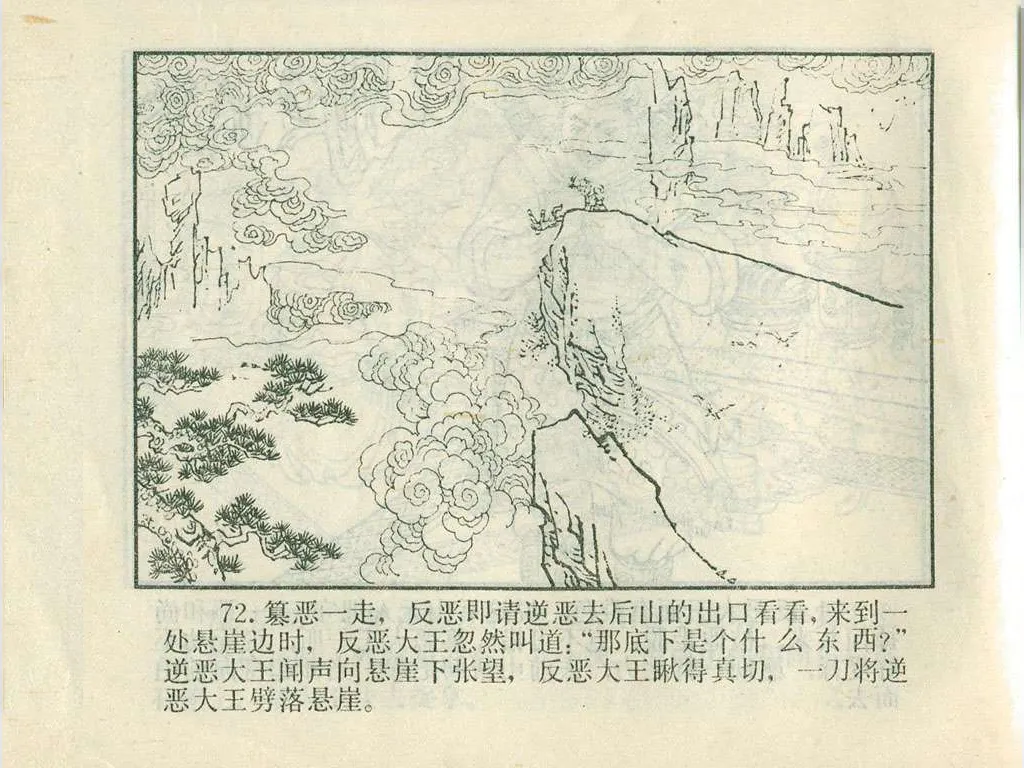 72.篡恶一走，反恶即请逆恶去后山的出口看看，来到一
处悬崖边时，反恶大王忽然叫道：“那底下是个什么东西？”
逆恶大王闻声向悬崖下张望，反恶大王瞅得真切，一刀将逆
恶大王劈落悬崖。